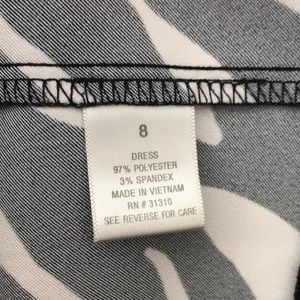 8
DRESS
97% POLYESTER
3% SPANDEX
MADE IN VIETNAM
RN # 31310
SEE REVERSE FOR CARE